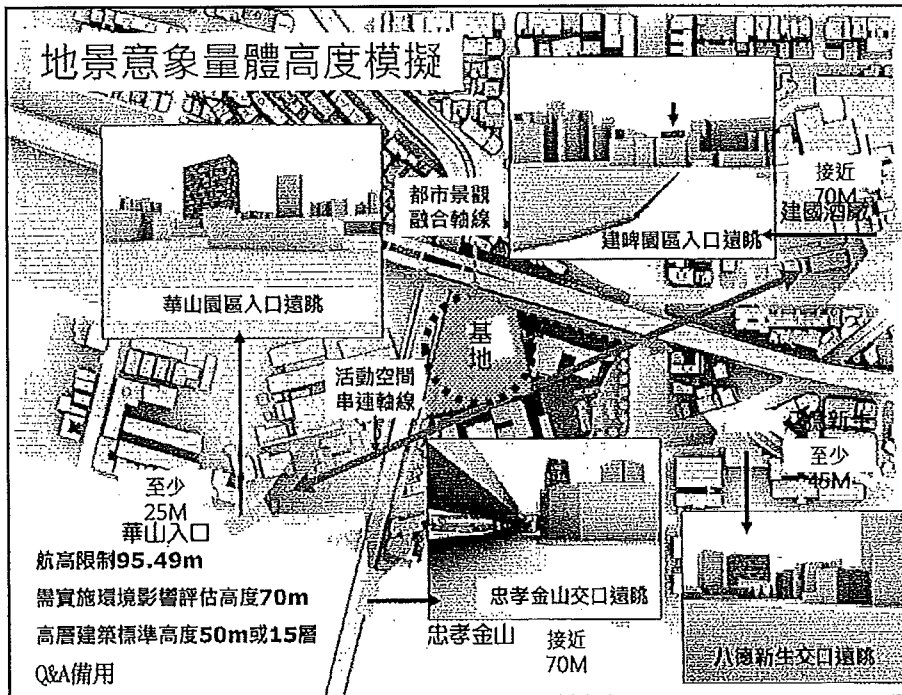 地景意象量體高度模擬
都市景觀
融合軸線
接近
70M
建國酒廠
建啤園區入口遠眺
華山園區入口遠眺
基
地
活動空間
串連軸線
新生
至少
45M
至少
25M
華山入口
航高限制95.49m
需實施環境影響評估高度70m
高層建築標準高度50m或15層
Q&A備用
忠孝金山交口遠眺
忠孝金山
接近
70M
八德新生交口遠眺